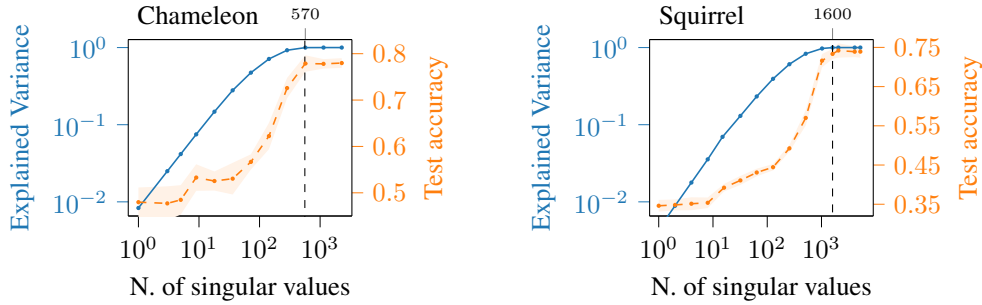 Chameleon 570
Explained Variance
10^0
10^-1
10^-2
0.8
0.7
0.6
0.5
Test accuracy
10^0 10^1 10^2 10^3
N. of singular values
Squirrel 1600
Explained Variance
10^0
10^-1
10^-2
0.75
0.65
0.55
0.45
0.35
Test accuracy
10^0 10^1 10^2 10^3
N. of singular values